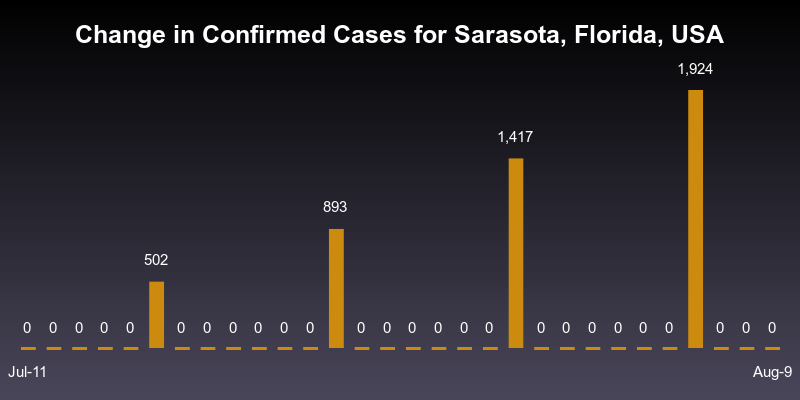 Change in Confirmed Cases for Sarasota, Florida, USA
1,924
1,417
893
502
0 0 0 0 0 0 0 0 0 0 0 0 0 0 0 0 0 0 0 0 0 0 0 0 0 0
Jul-11 Aug-9